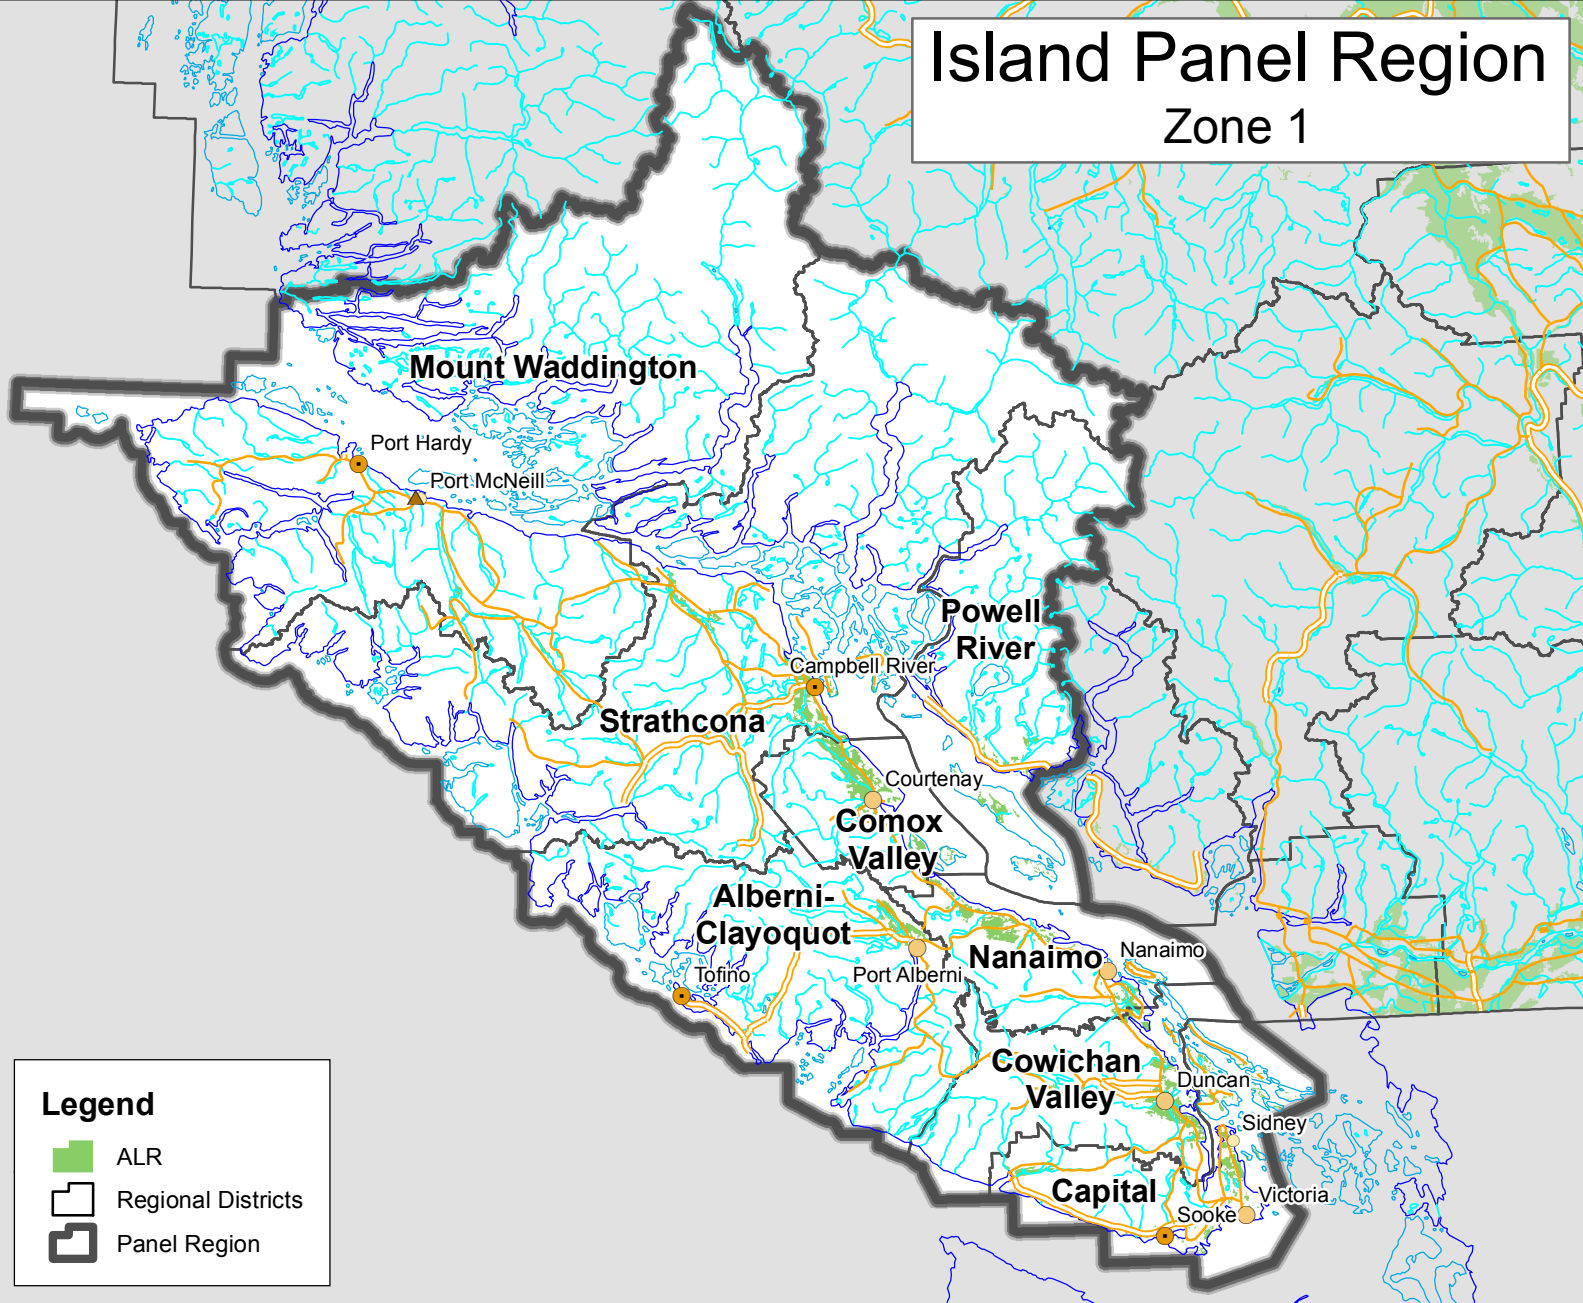 Island Panel Region
Zone 1
Mount Waddington
Port Hardy
Port McNeill
Powell
River
Campbell River
Strathcona
Courtenay
Comox
Valley
Alberni-
Clayoquot
Nanaimo
Nanaimo
Port Alberni
Tofino
Cowichan
Valley
Duncan
Sidney
Capital
Victoria
Sooke
Legend
ALR
Regional Districts
Panel Region